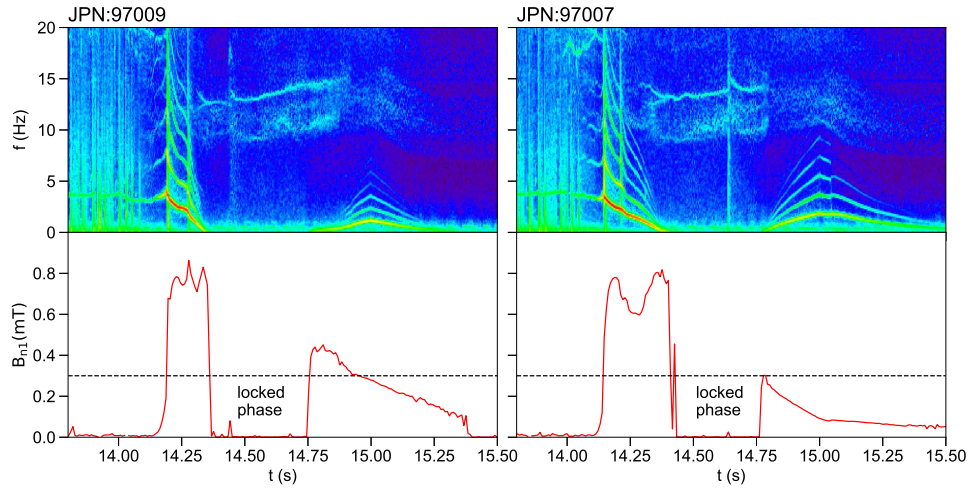 JPN:97009
JPN:97007
20
15
10
5
0
f (Hz)
0.8
0.6
0.4
0.2
0.0
B_n1(mT)
locked
phase
locked
phase
14.00 14.25 14.50 14.75 15.00 15.25 15.50
14.00 14.25 14.50 14.75 15.00 15.25 15.50
t (s)
t (s)